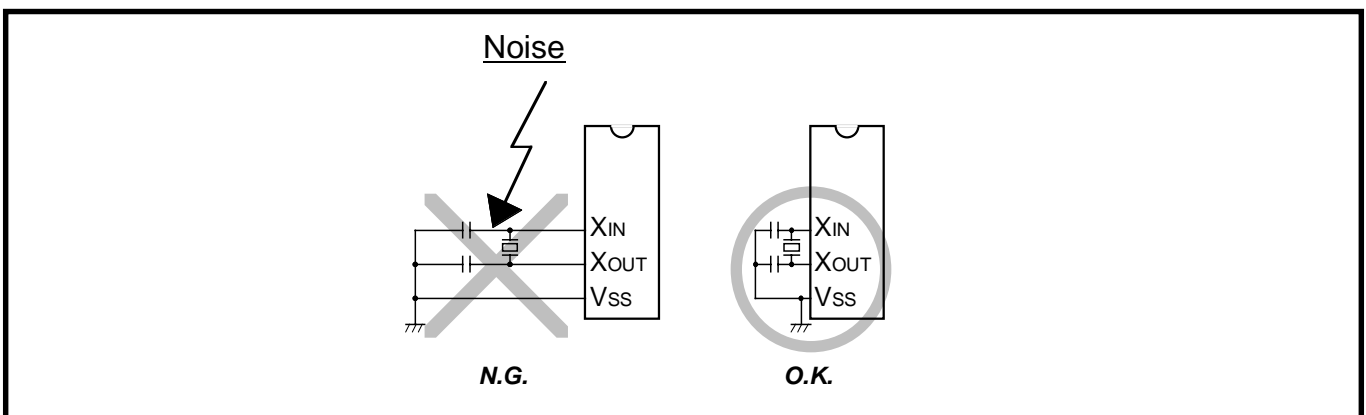 Noise
XIN
XOUT
VSS
XIN
XOUT
VSS
N.G.
O.K.